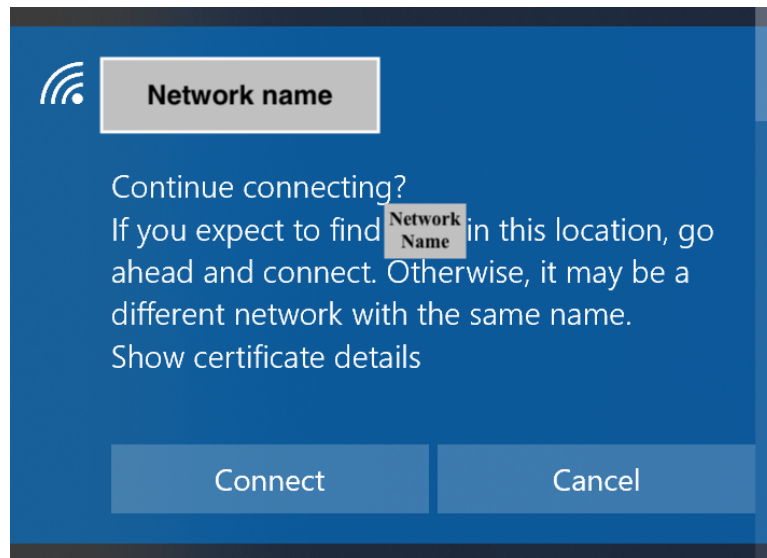 Network name
Continue connecting?
If you expect to find Network Name in this location, go
ahead and connect. Otherwise, it may be a
different network with the same name.
Show certificate details
Connect
Cancel